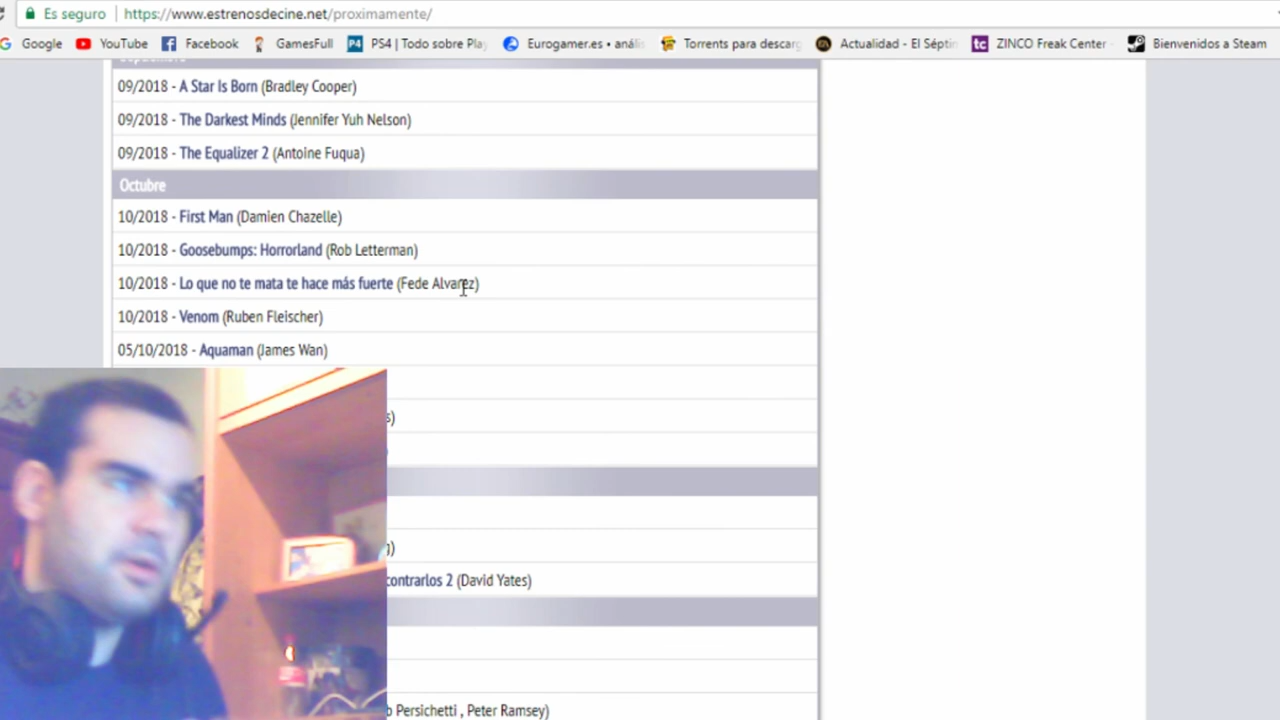 Es seguro https://www.estrenosdecine.net/proximamente/
Google YouTube Facebook GamesFull PS4 | Todo sobre Pla Eurogamer.es • anális Torrents para descarg Actualidad - El Séptin ZINCO Freak Center Bienvenidos a Steam
Septiembre
09/2018 - A Star Is Born (Bradley Cooper)
09/2018 - The Darkest Minds (Jennifer Yuh Nelson)
09/2018 - The Equalizer 2 (Antoine Fuqua)
Octubre
10/2018 - First Man (Damien Chazelle)
10/2018 - Goosebumps: Horrorland (Rob Letterman)
10/2018 - Lo que no te mata te hace más fuerte (Fede Alvarez)
10/2018 - Venom (Ruben Fleischer)
05/10/2018 - Aquaman (James Wan)
s)
)
contrarlos 2 (David Yates)
b Persichetti , Peter Ramsey)